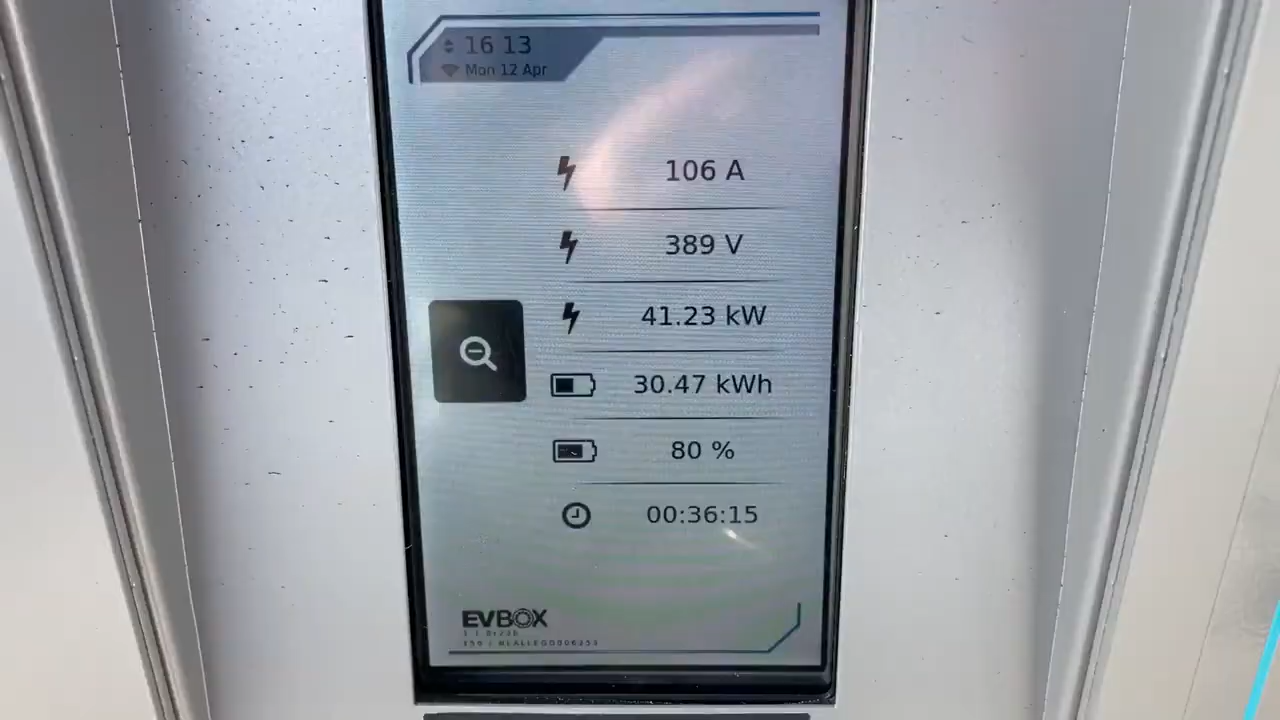 16 13
Mon 12 Apr
106 A
389 V
41.23 kW
30.47 kWh
80 %
00:36:15
EVBOX